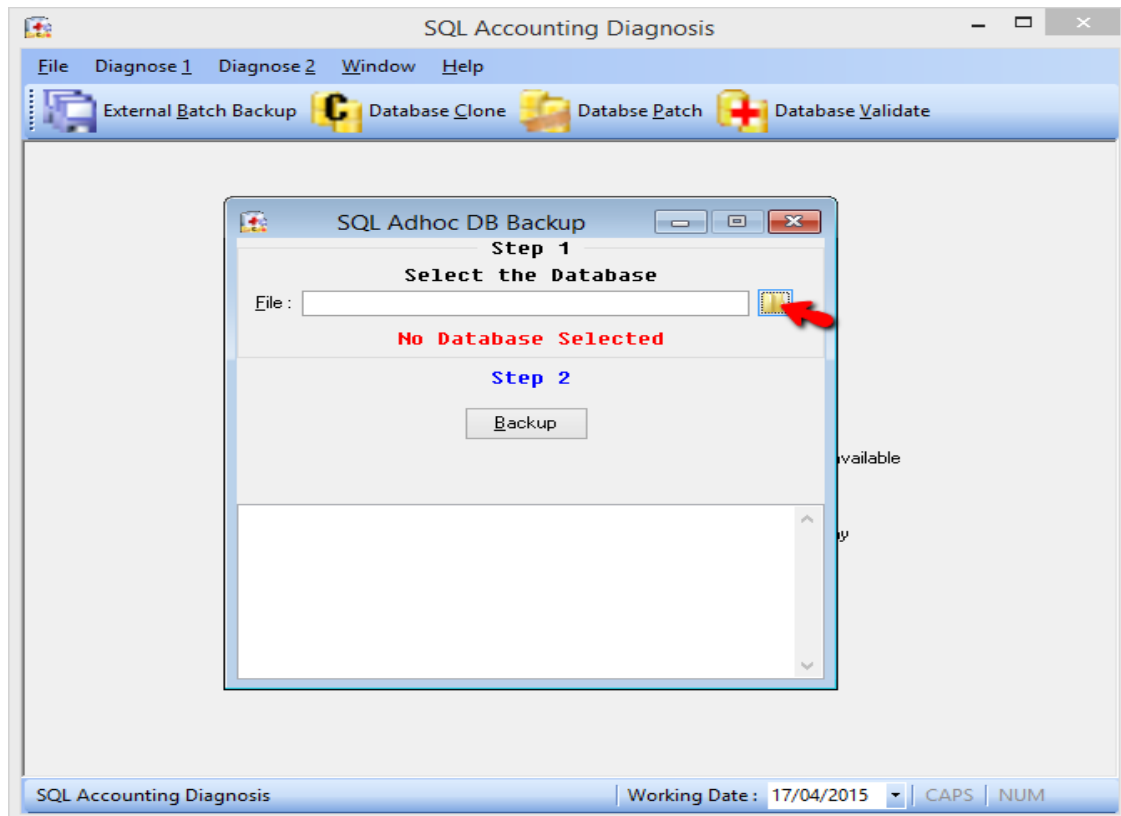 SQL Accounting Diagnosis
File Diagnose 1 Diagnose 2 Window Help
External Batch Backup Database Clone Databse Patch Database Validate
SQL Adhoc DB Backup
Step 1
Select the Database
File :
No Database Selected
Step 2
Backup
SQL Accounting Diagnosis Working Date : 17/04/2015 CAPS NUM